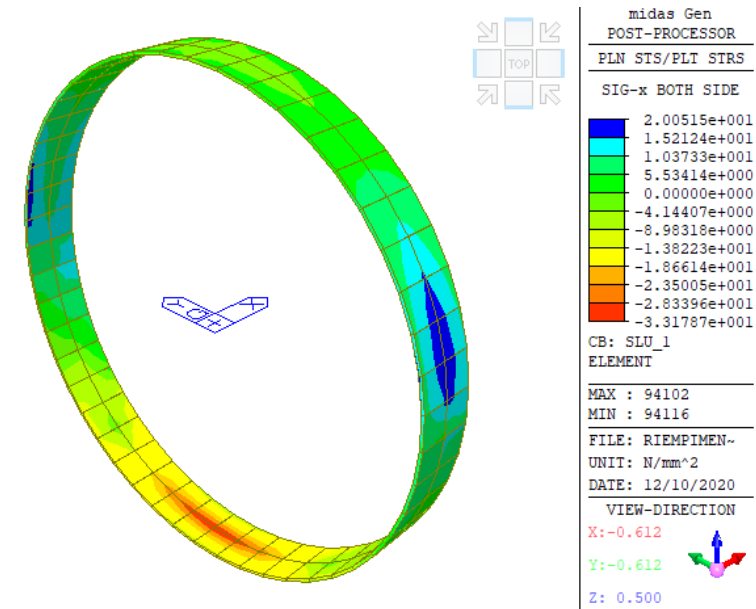 midas Gen
POST-PROCESSOR
PLN STS/PLT STRS
SIG-x BOTH SIDE
2.00515e+001
1.52124e+001
1.03733e+001
5.53414e+000
0.00000e+000
-4.14407e+000
-8.98318e+000
-1.38223e+001
-1.86614e+001
-2.35005e+001
-2.83396e+001
-3.31787e+001
CB: SLU_1
ELEMENT
MAX : 94102
MIN : 94116
FILE: RIEMPIMEN~
UNIT: N/mm^2
DATE: 12/10/2020
VIEW-DIRECTION
X:-0.612
Y:-0.612
Z: 0.500
TOP
Y
X